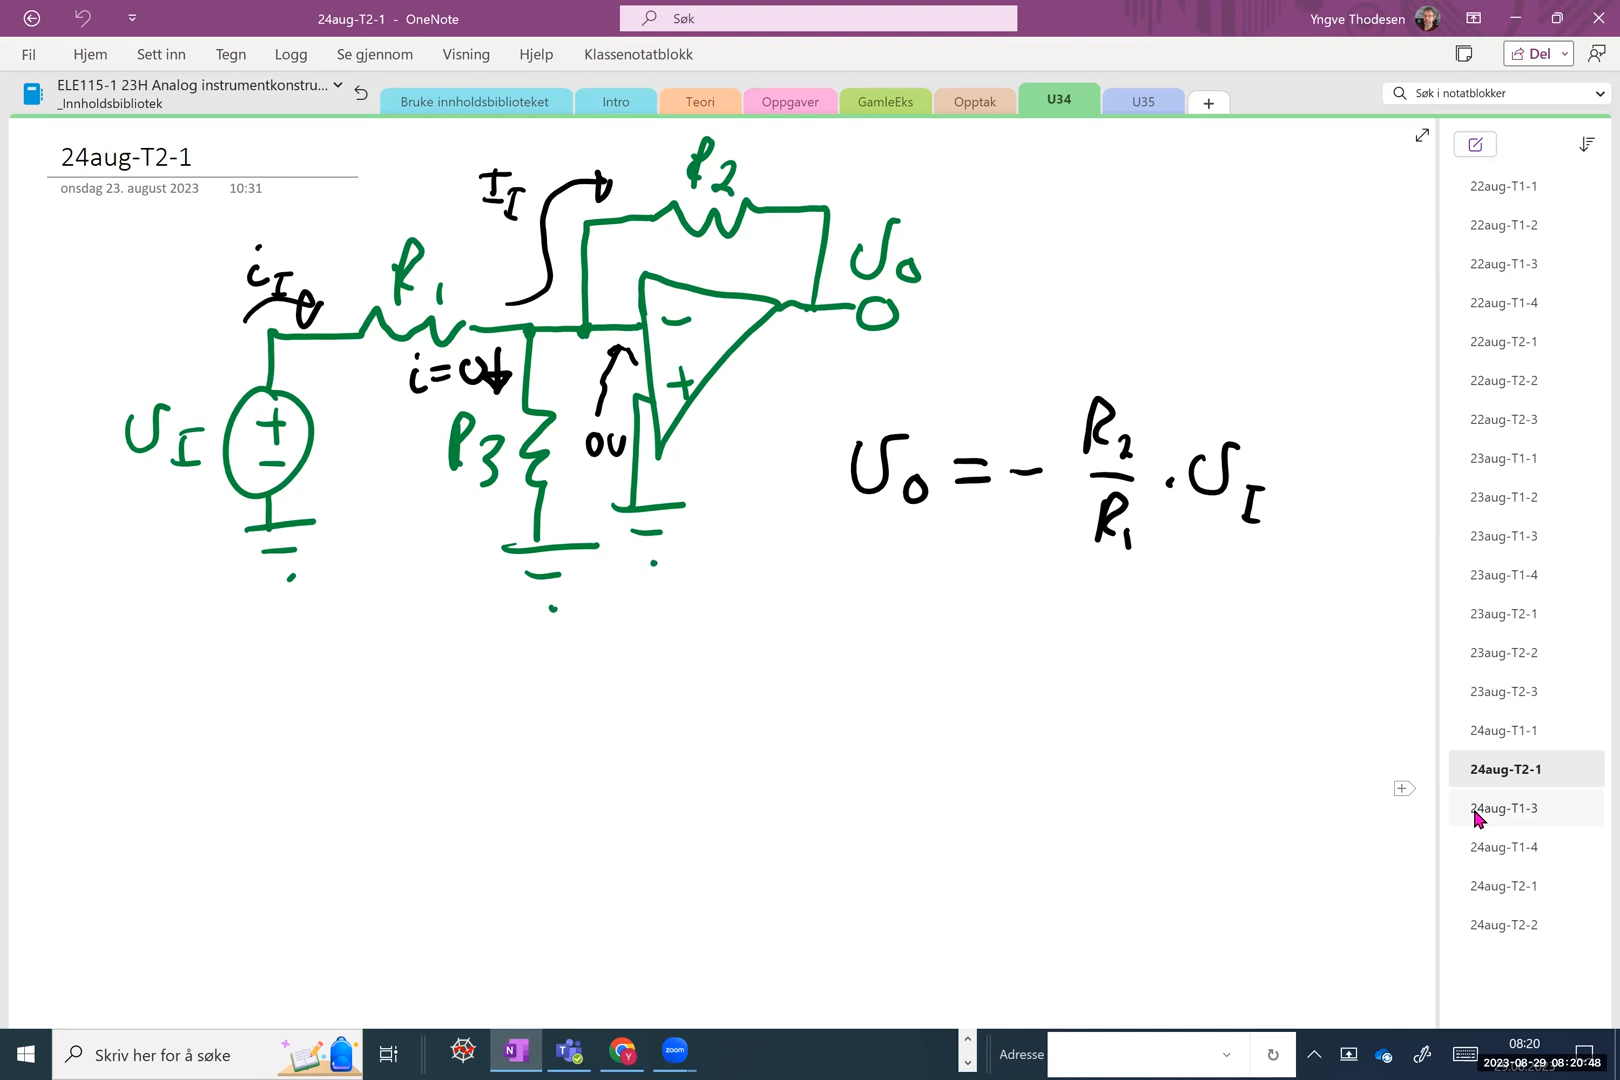 24aug-T2-1 - OneNote
Søk
Yngve Thodesen
Fil Hjem Sett inn Tegn Logg Se gjennom Visning Hjelp Klassenotatblokk
Del
ELE115-1 23H Analog instrumentkonstru...
_Innholdsbibliotek
Bruke innholdsbiblioteket Intro Teori Oppgaver GamleEks Opptak U34 U35 +
Søk i notatblokker
24aug-T2-1
onsdag 23. august 2023 10:31
R2
I_I
i_I
R1
υ_o
-
i=0
+
υ_I
+
-
R3
0V
υ_o = - R2/R1 · υ_I
22aug-T1-1
22aug-T1-2
22aug-T1-3
22aug-T1-4
22aug-T2-1
22aug-T2-2
22aug-T2-3
23aug-T1-1
23aug-T1-2
23aug-T1-3
23aug-T1-4
23aug-T2-1
23aug-T2-2
23aug-T2-3
24aug-T1-1
24aug-T2-1
24aug-T1-3
24aug-T1-4
24aug-T2-1
24aug-T2-2
Skriv her for å søke
zoom
Adresse
08:20
2023-08-29 08:20:48